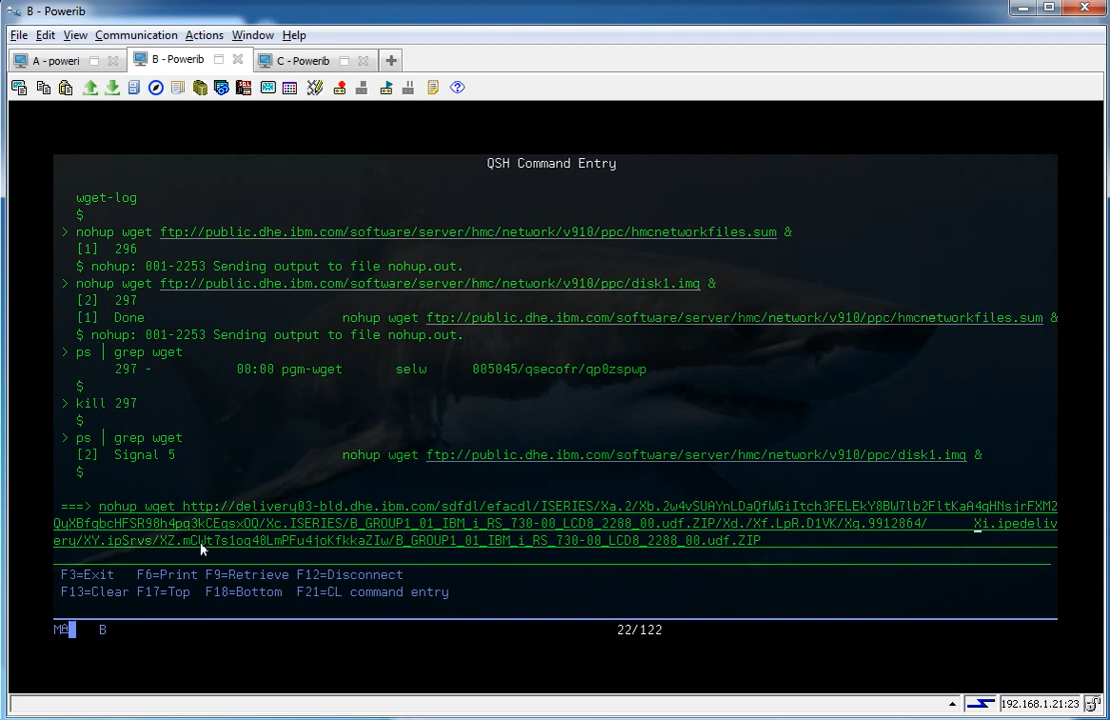 B - Powerib
File Edit View Communication Actions Window Help
A - poweri B - Powerib C - Powerib
QSH Command Entry
wget-log
$
> nohup wget ftp://public.dhe.ibm.com/software/server/hmc/network/v910/ppc/hmcnetworkfiles.sum &
[1] 296
$ nohup: 001-2253 Sending output to file nohup.out.
> nohup wget ftp://public.dhe.ibm.com/software/server/hmc/network/v910/ppc/disk1.img &
[2] 297
[1] Done nohup wget ftp://public.dhe.ibm.com/software/server/hmc/network/v910/ppc/hmcnetworkfiles.sum &
$ nohup: 001-2253 Sending output to file nohup.out.
> ps | grep wget
297 - 00:00 pgm-wget selw 005045/qsecofr/qp0zspwp
$
> kill 297
$
> ps | grep wget
[2] Signal 5 nohup wget ftp://public.dhe.ibm.com/software/server/hmc/network/v910/ppc/disk1.img &
$
===> nohup wget http://delivery03-bld.dhe.ibm.com/sdfdl/efacdl/ISERIES/Xa.2/Xb.2w4vSUAYnLDaQfWGiItch3FELEkY8BW7lb2FltKaA4qHNsjrFXM2
QyXBfqbcHFSR98h4pq3kCEqsxOQ/Xc.ISERIES/B_GROUP1_01_IBM_i_RS_730-00_LCD8_2288_00.udf.ZIP/Xd./Xf.LpR.D1VK/Xg.9912864/ Xi.ipedeliv
ery/XY.ipSrvs/XZ.mCWt7s1oq48LmPFu4joKfkkaZIw/B_GROUP1_01_IBM_i_RS_730-00_LCD8_2288_00.udf.ZIP
F3=Exit F6=Print F9=Retrieve F12=Disconnect
F13=Clear F17=Top F18=Bottom F21=CL command entry
MA B 22/122
192.168.1.21:23